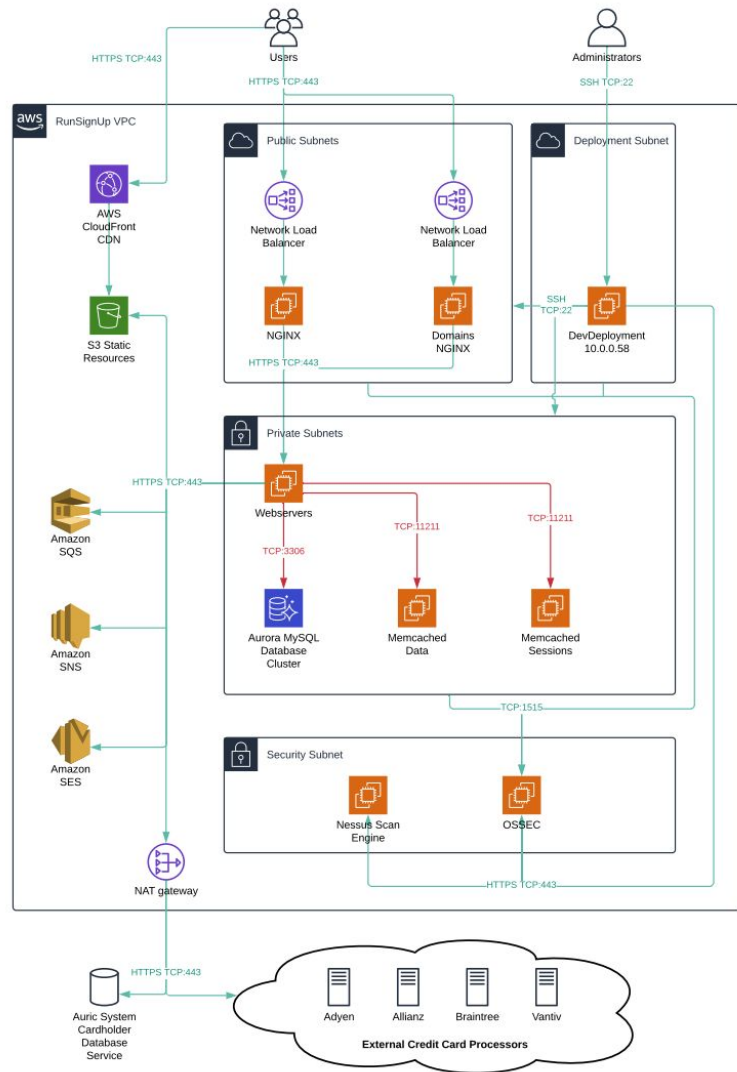 Users
Administrators
HTTPS TCP:443
HTTPS TCP:443
SSH TCP:22
aws
RunSignUp VPC
Public Subnets
Deployment Subnet
AWS
CloudFront
CDN
Network Load
Balancer
Network Load
Balancer
S3 Static
Resources
NGINX
Domains
NGINX
SSH
TCP:22
DevDeployment
10.0.0.58
HTTPS TCP:443
Private Subnets
HTTPS TCP:443
Webservers
TCP:3306
TCP:11211
TCP:11211
Amazon
SQS
Aurora MySQL
Database
Cluster
Memcached
Data
Memcached
Sessions
Amazon
SNS
TCP:1515
Amazon
SES
Security Subnet
Nessus Scan
Engine
OSSEC
HTTPS TCP:443
NAT gateway
HTTPS TCP:443
Auric System
Cardholder
Database
Service
Adyen
Allianz
Braintree
Vantiv
External Credit Card Processors